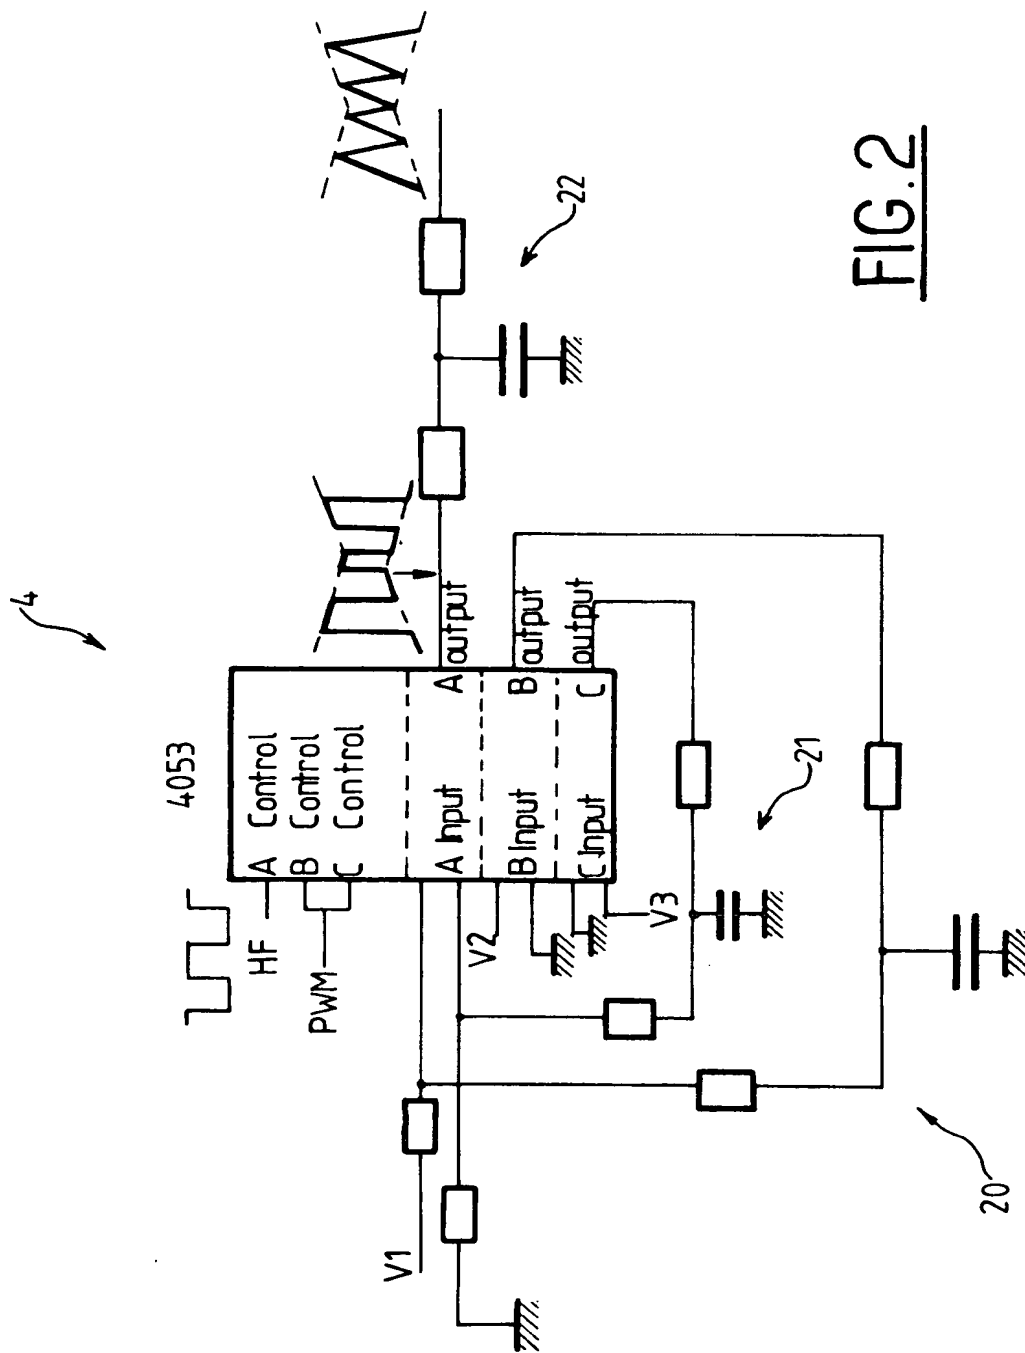 4
4053
HF
A Control
B Control
PWM
C Control
V1
A Input
A output
V2
B Input
B output
C Input
C output
V3
20
21
22
FIG.2